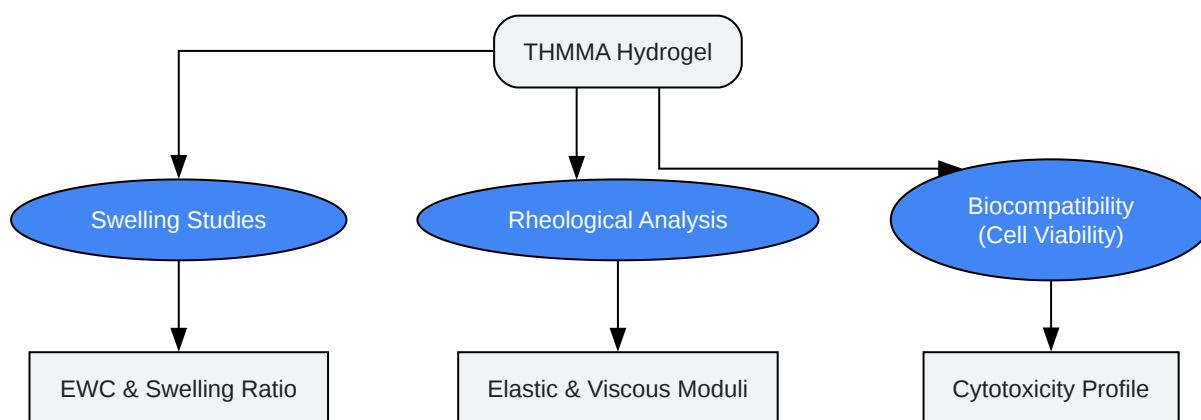 THMMA Hydrogel
Swelling Studies
Rheological Analysis
Biocompatibility
(Cell Viability)
EWC & Swelling Ratio
Elastic & Viscous Moduli
Cytotoxicity Profile